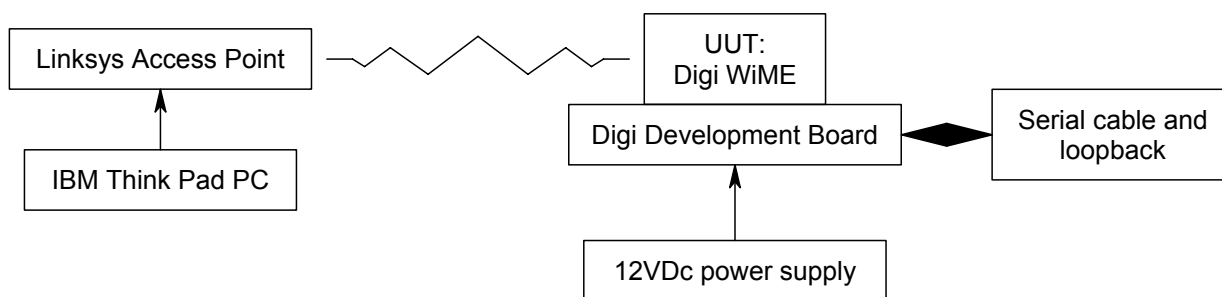 Linksys Access Point
UUT:
Digi WiME
Digi Development Board
Serial cable and
loopback
IBM Think Pad PC
12VDc power supply